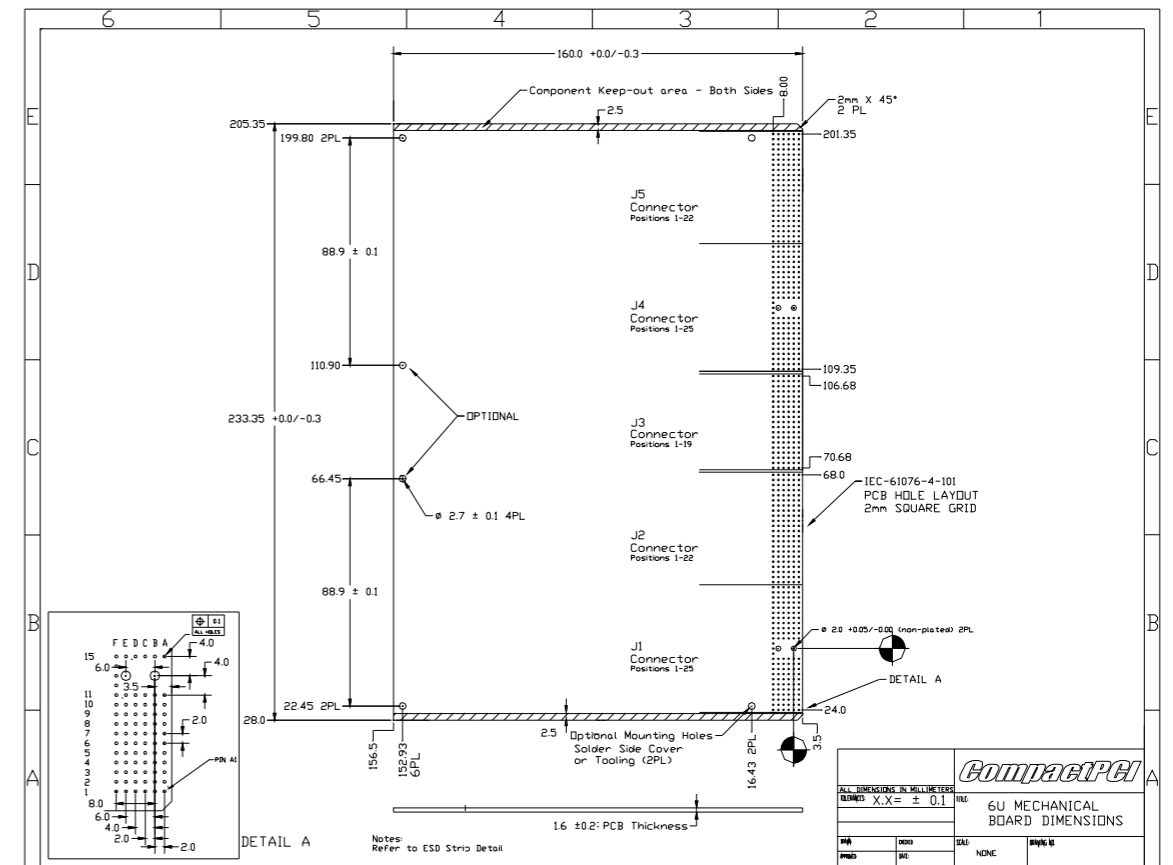 6 5 4 3 2 1
E
D
C
B
A
E
D
C
B
A
160.0 +0.0/-0.3
Component Keep-out area - Both Sides
8.00
2mm X 45°
2 PL
2.5
205.35
199.80 2PL
201.35
J5
Connector
Positions 1-22
88.9 ± 0.1
J4
Connector
Positions 1-25
110.90
109.35
106.68
233.35 +0.0/-0.3
OPTIONAL
J3
Connector
Positions 1-19
70.68
68.0
66.45
IEC-61076-4-101
PCB HOLE LAYOUT
2mm SQUARE GRID
ø 2.7 ± 0.1 4PL
J2
Connector
Positions 1-22
88.9 ± 0.1
ø 2.0 +0.05/-0.00 (non-plated) 2PL
J1
Connector
Positions 1-25
DETAIL A
22.45 2PL
24.0
28.0
2.5
Optional Mounting Holes
Solder Side Cover
or Tooling (2PL)
156.5
152.93
6PL
16.43 2PL
3.5
0.1
ALL HOLES
F E D C B A
15
11
10
9
8
7
6
5
4
3
2
1
4.0
6.0
4.0
3.5
2.0
PIN A1
8.0
6.0
4.0
2.0
2.0
DETAIL A
1.6 ±0.2: PCB Thickness
Notes:
Refer to ESD Strip Detail
CompactPCI
ALL DIMENSIONS IN MILLIMETERS
TOLERANCES: X.X= ± 0.1
TITLE:
6U MECHANICAL
BOARD DIMENSIONS
SCALE:
NONE
DATE: